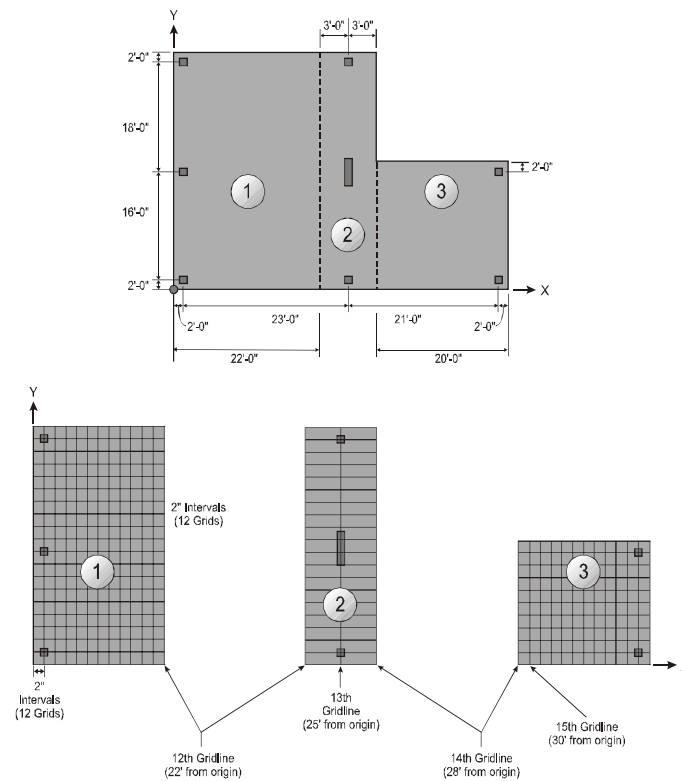 Y
3'-0" 3'-0"
2'-0"
18'-0"
2'-0"
1
3
16'-0"
2
2'-0"
X
23'-0" 21'-0"
2'-0" 2'-0"
22'-0" 20'-0"
Y
2" Intervals
(12 Grids)
1
3
2
2"
Intervals
(12 Grids)
13th
Gridline
(25' from origin)
15th Gridline
(30' from origin)
12th Gridline
(22' from origin)
14th Gridline
(28' from origin)